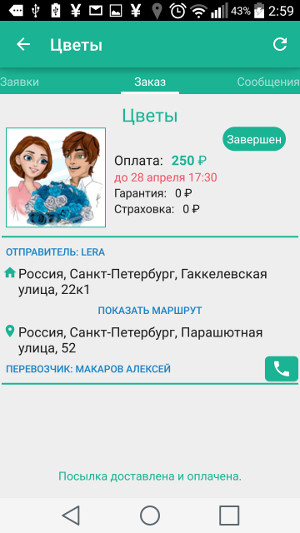 43% 2:59
Цветы
Заявки Заказ Сообщения
Цветы
Завершен
Оплата: 250 ₽
до 28 апреля 17:30
Гарантия: 0 ₽
Страховка: 0 ₽
ОТПРАВИТЕЛЬ: LERA
Россия, Санкт-Петербург, Гаккелевская
улица, 22к1
ПОКАЗАТЬ МАРШРУТ
Россия, Санкт-Петербург, Парашютная
улица, 52
ПЕРЕВОЗЧИК: МАКАРОВ АЛЕКСЕЙ
Посылка доставлена и оплачена.